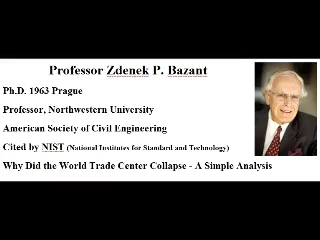 Professor Zdenek P. Bazant
Ph.D. 1963 Prague
Professor, Northwestern University
American Society of Civil Engineering
Cited by NIST (National Institutes for Standard and Technology)
Why Did the World Trade Center Collapse - A Simple Analysis